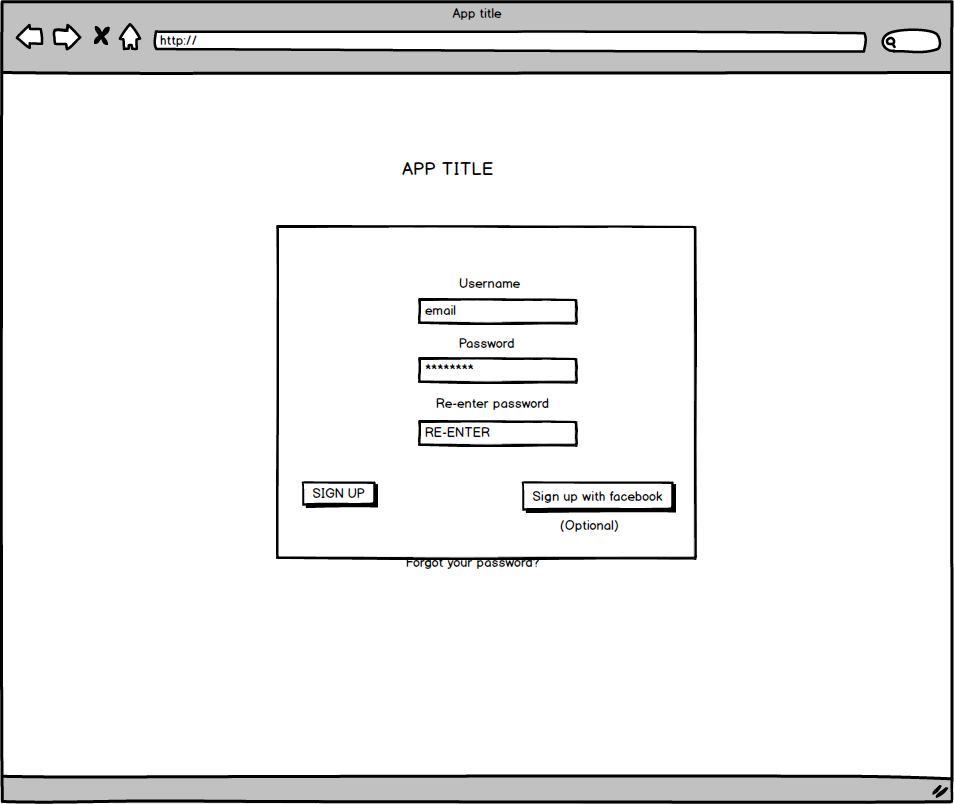 App title
http://
APP TITLE
Username
email
Password
********
Re-enter password
RE-ENTER
SIGN UP
Sign up with facebook
(Optional)
Forgot your password?